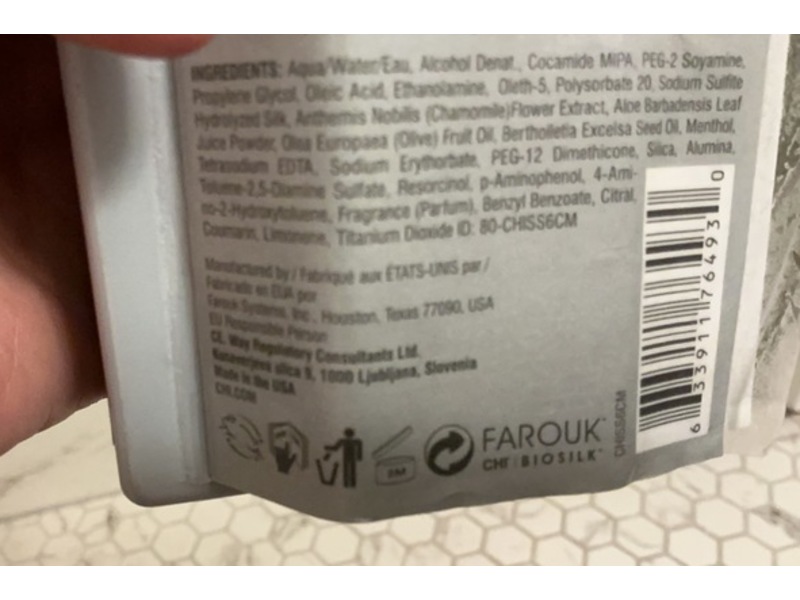 INGREDIENTS: Aqua/Water/Eau, Alcohol Denat., Cocamide MIPA, PEG-2 Soyamine,
Propylene Glycol, Oleic Acid, Ethanolamine, Oleth-5, Polysorbate 20, Sodium Sulfite
Hydrolyzed Silk, Anthemis Nobilis (Chamomile)Flower Extract, Aloe Barbadensis Leaf
Juice Powder, Olea Europaea (Olive) Fruit Oil, Bertholletia Excelsa Seed Oil, Menthol,
Tetrasodium EDTA, Sodium Erythorbate, PEG-12 Dimethicone, Silica, Alumina,
Toluene-2,5-Diamine Sulfate, Resorcinol, p-Aminophenol, 4-Ami-
no-2-Hydroxytoluene, Fragrance (Parfum), Benzyl Benzoate, Citral,
Coumarin, Limonene, Titanium Dioxide ID: 80-CHISS6CM
Manufactured by / Fabriqué aux ÉTATS-UNIS par /
Fabricado en EUA por
Farouk Systems, Inc., Houston, Texas 77090, USA
EU Responsible Person
CE. Way Regulatory Consultants Ltd.
ulica 9, 1000 Ljubljana, Slovenia
Made in the USA
CHI.COM
FAROUK™
CHI BIOSILK™
CHISS6CM
6 33911 76493 0